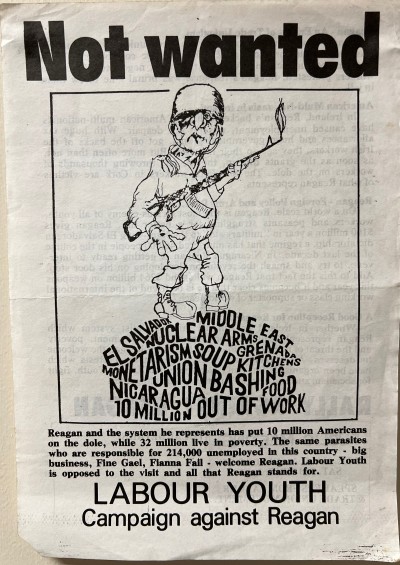 Not wanted
EL SALVADOR MIDDLE EAST
NUCLEAR ARMS GRENADA
MONETARISM SOUP KITCHENS
UNION BASHING
NICARAGUA FOOD
10 MILLION OUT OF WORK
Reagan and the system he represents has put 10 million Americans
on the dole, while 32 million live in poverty. The same parasites
who are responsible for 214,000 unemployed in this country - big
business, Fine Gael, Fianna Fail - welcome Reagan. Labour Youth
is opposed to the visit and all that Reagan stands for.
LABOUR YOUTH
Campaign against Reagan